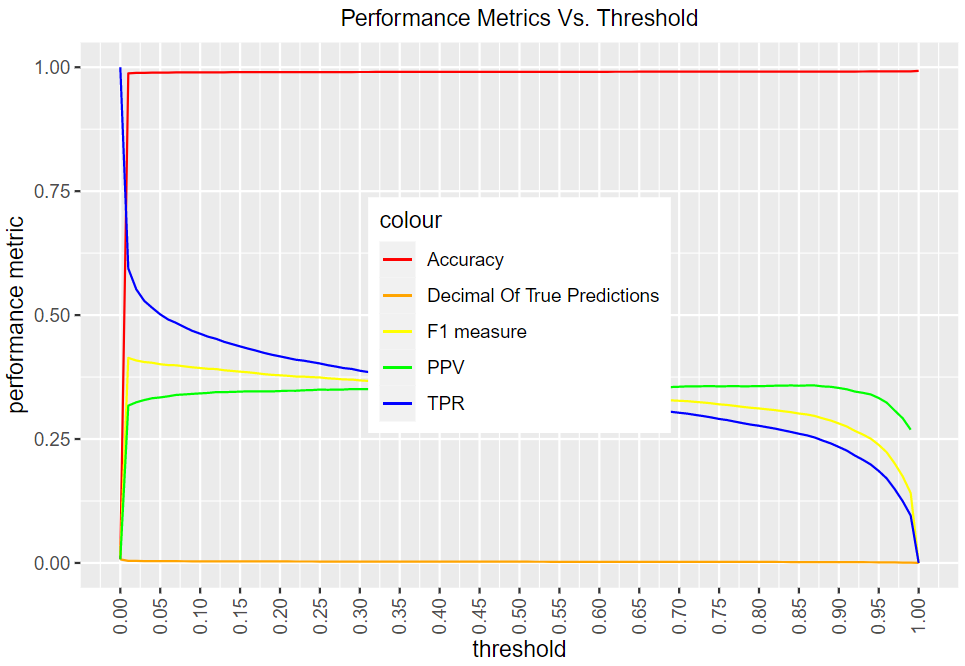 Performance Metrics Vs. Threshold
performance metric
1.00
0.75
0.50
0.25
0.00
colour
Accuracy
Decimal Of True Predictions
F1 measure
PPV
TPR
0.00 0.05 0.10 0.15 0.20 0.25 0.30 0.35 0.40 0.45 0.50 0.55 0.60 0.65 0.70 0.75 0.80 0.85 0.90 0.95 1.00
threshold